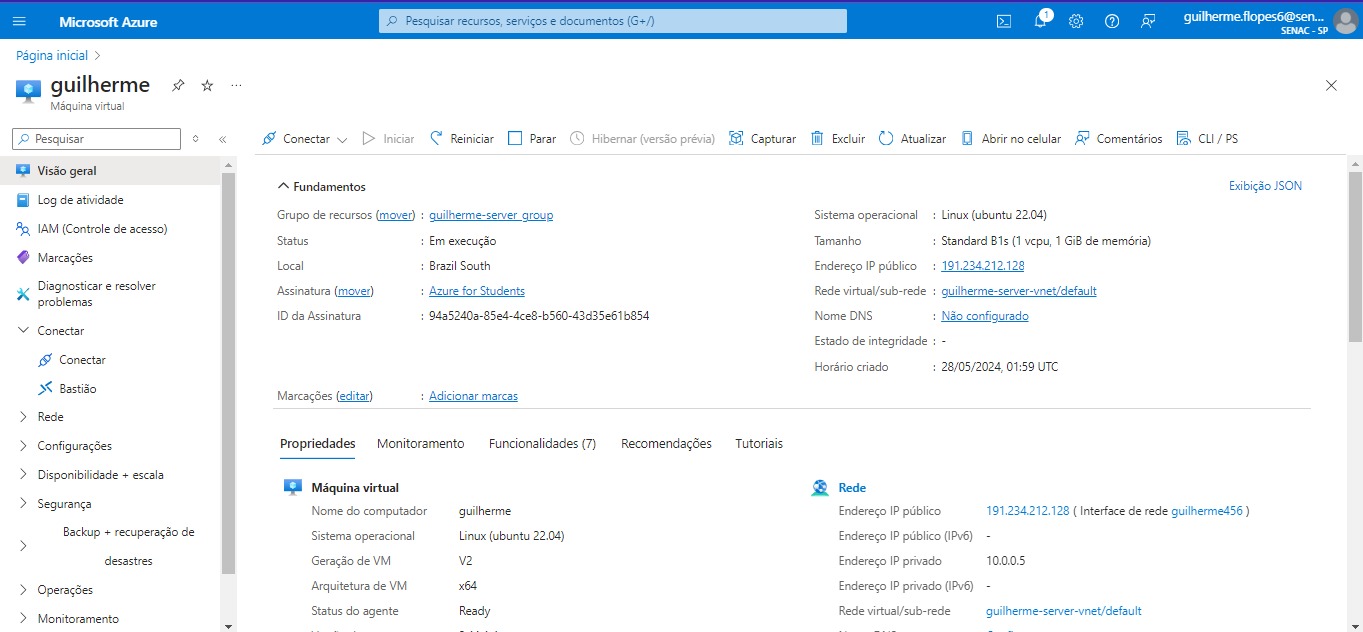 Microsoft Azure
Pesquisar recursos, serviços e documentos (G+/)
1
guilherme.flopes6@sen...
SENAC - SP
Página inicial
guilherme
Máquina virtual
Pesquisar
Conectar Iniciar Reiniciar Parar Hibernar (versão prévia) Capturar Excluir Atualizar Abrir no celular Comentários CLI / PS
Visão geral
Log de atividade
IAM (Controle de acesso)
Marcações
Diagnosticar e resolver
problemas
Conectar
Conectar
Bastião
Rede
Configurações
Disponibilidade + escala
Segurança
Backup + recuperação de
desastres
Operações
Monitoramento
Fundamentos
Exibição JSON
Grupo de recursos (mover) : guilherme-server_group
Status : Em execução
Local : Brazil South
Assinatura (mover) : Azure for Students
ID da Assinatura : 94a5240a-85e4-4ce8-b560-43d35e61b854
Sistema operacional : Linux (ubuntu 22.04)
Tamanho : Standard B1s (1 vcpu, 1 GiB de memória)
Endereço IP público : 191.234.212.128
Rede virtual/sub-rede : guilherme-server-vnet/default
Nome DNS : Não configurado
Estado de integridade : -
Horário criado : 28/05/2024, 01:59 UTC
Marcações (editar) : Adicionar marcas
Propriedades Monitoramento Funcionalidades (7) Recomendações Tutoriais
Máquina virtual
Nome do computador guilherme
Sistema operacional Linux (ubuntu 22.04)
Geração de VM V2
Arquitetura de VM x64
Status do agente Ready
Rede
Endereço IP público 191.234.212.128 ( Interface de rede guilherme456 )
Endereço IP público (IPv6) -
Endereço IP privado 10.0.0.5
Endereço IP privado (IPv6) -
Rede virtual/sub-rede guilherme-server-vnet/default